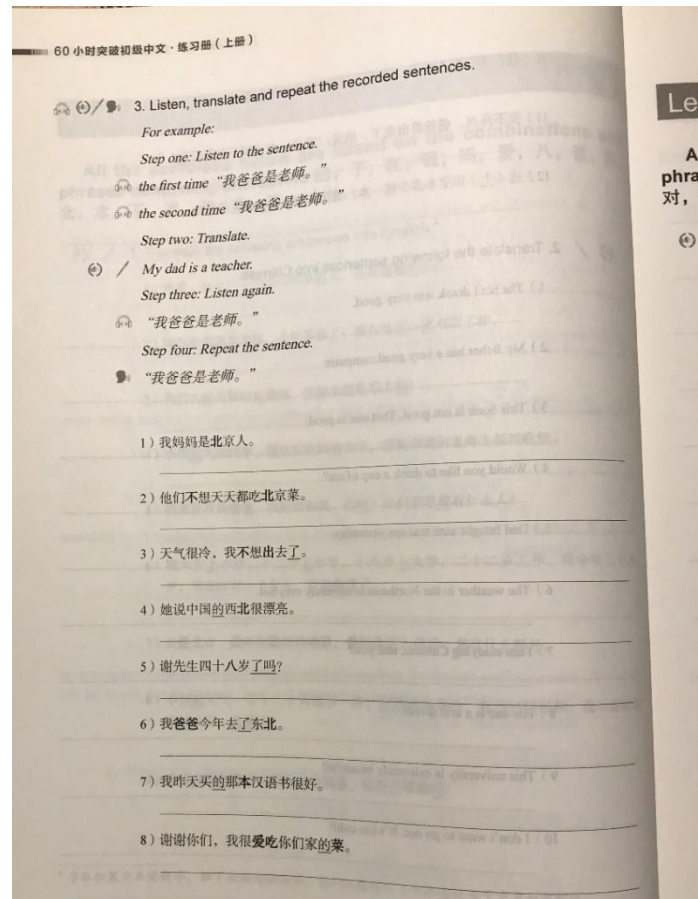 60 小时突破初级中文·练习册（上册）
3. Listen, translate and repeat the recorded sentences.
For example:
Step one: Listen to the sentence.
the first time “我爸爸是老师。”
the second time “我爸爸是老师。”
Step two: Translate.
My dad is a teacher.
Step three: Listen again.
“我爸爸是老师。”
Step four: Repeat the sentence.
“我爸爸是老师。”
1）我妈妈是北京人。
2）他们不想天天都吃北京菜。
3）天气很冷，我不想出去了。
4）她说中国的西北很漂亮。
5）谢先生四十八岁了吗?
6）我爸爸今年去了东北。
7）我昨天买的那本汉语书很好。
8）谢谢你们，我很爱吃你们家的菜。
Le
A
phra
对，